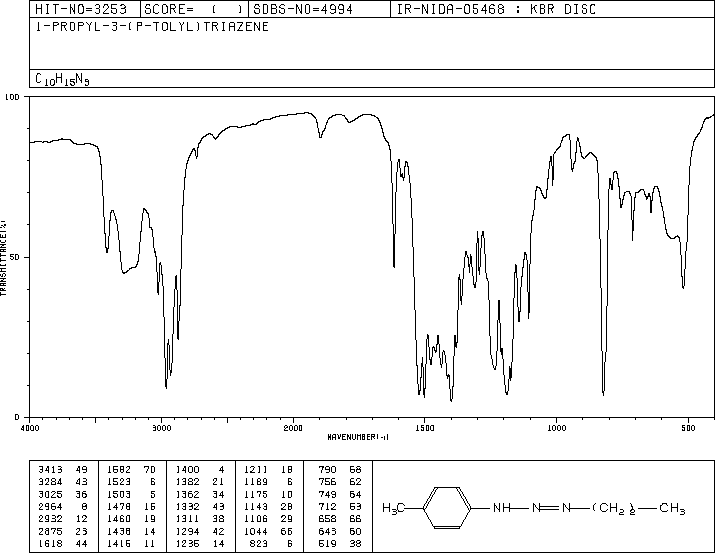 HIT-NO=3253 SCORE= ( ) SDBS-NO=4994 IR-NIDA-05468 : KBR DISC
1-PROPYL-3-(P-TOLYL)TRIAZENE
C10H15N3
100
50
0
TRANSMITTANCE(%)
4000 3000 2000 1500 1000 500
WAVENUMBER(-1)
3413 49 1582 70 1400 4 1211 18 790 68
3284 43 1523 6 1382 21 1189 6 756 62
3025 36 1503 5 1362 34 1175 10 749 64
2964 8 1478 15 1332 43 1143 28 712 53
2932 12 1460 19 1311 38 1106 29 658 66
2875 23 1438 14 1294 42 1044 66 643 60
1618 44 1415 11 1235 14 823 6 519 38
H3C NH N N (CH2)2 CH3